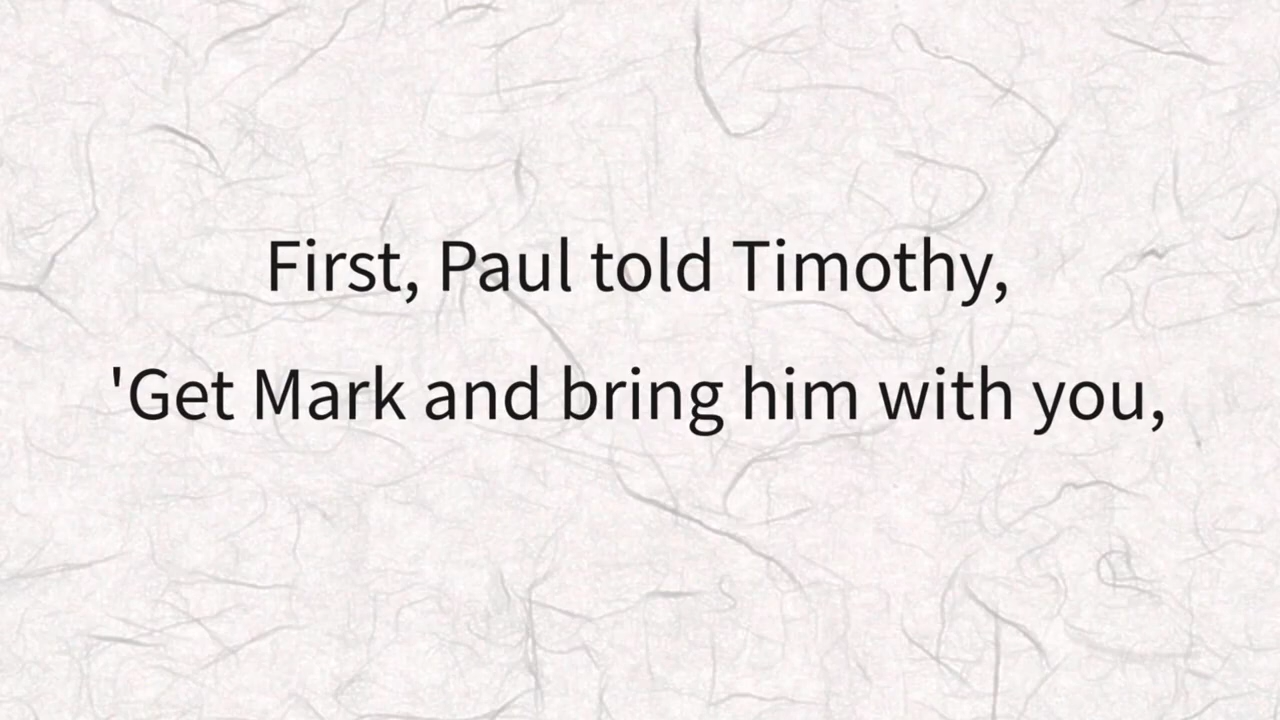 First, Paul told Timothy,
'Get Mark and bring him with you,